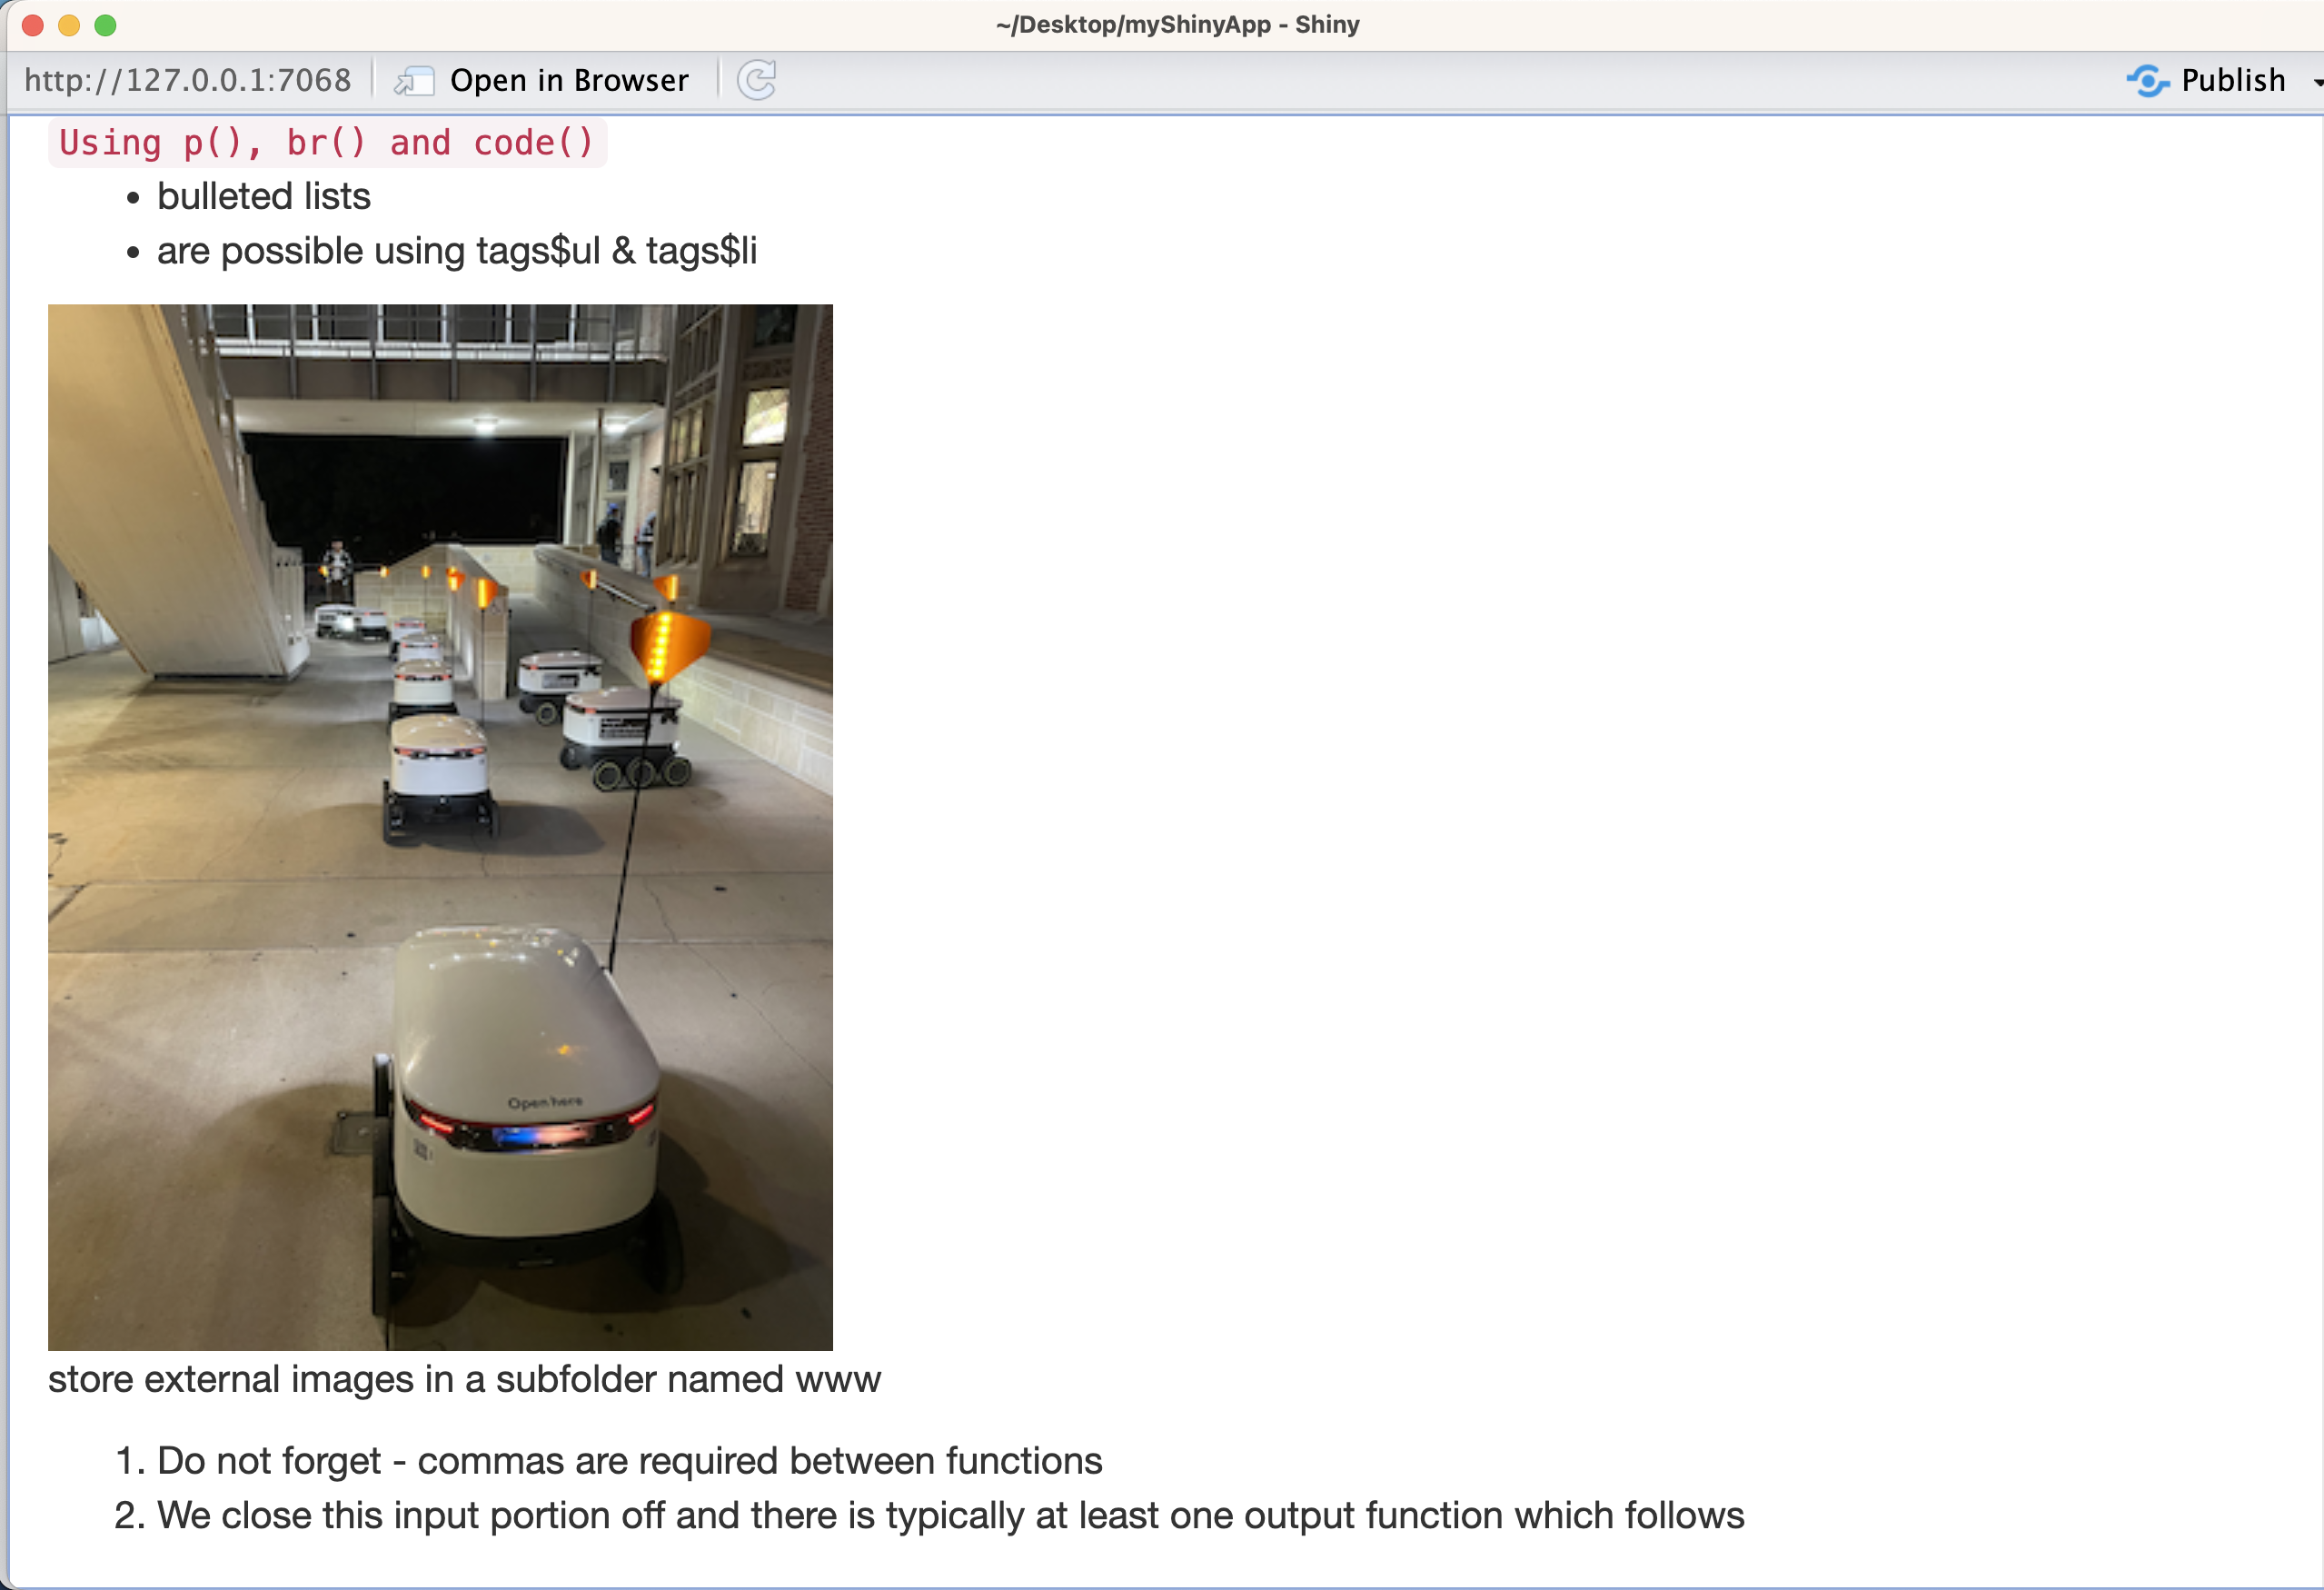 ~/Desktop/myShinyApp - Shiny
http://127.0.0.1:7068 Open in Browser Publish
Using p(), br() and code()
• bulleted lists
• are possible using tags$ul & tags$li
Open here
store external images in a subfolder named www
1. Do not forget - commas are required between functions
2. We close this input portion off and there is typically at least one output function which follows